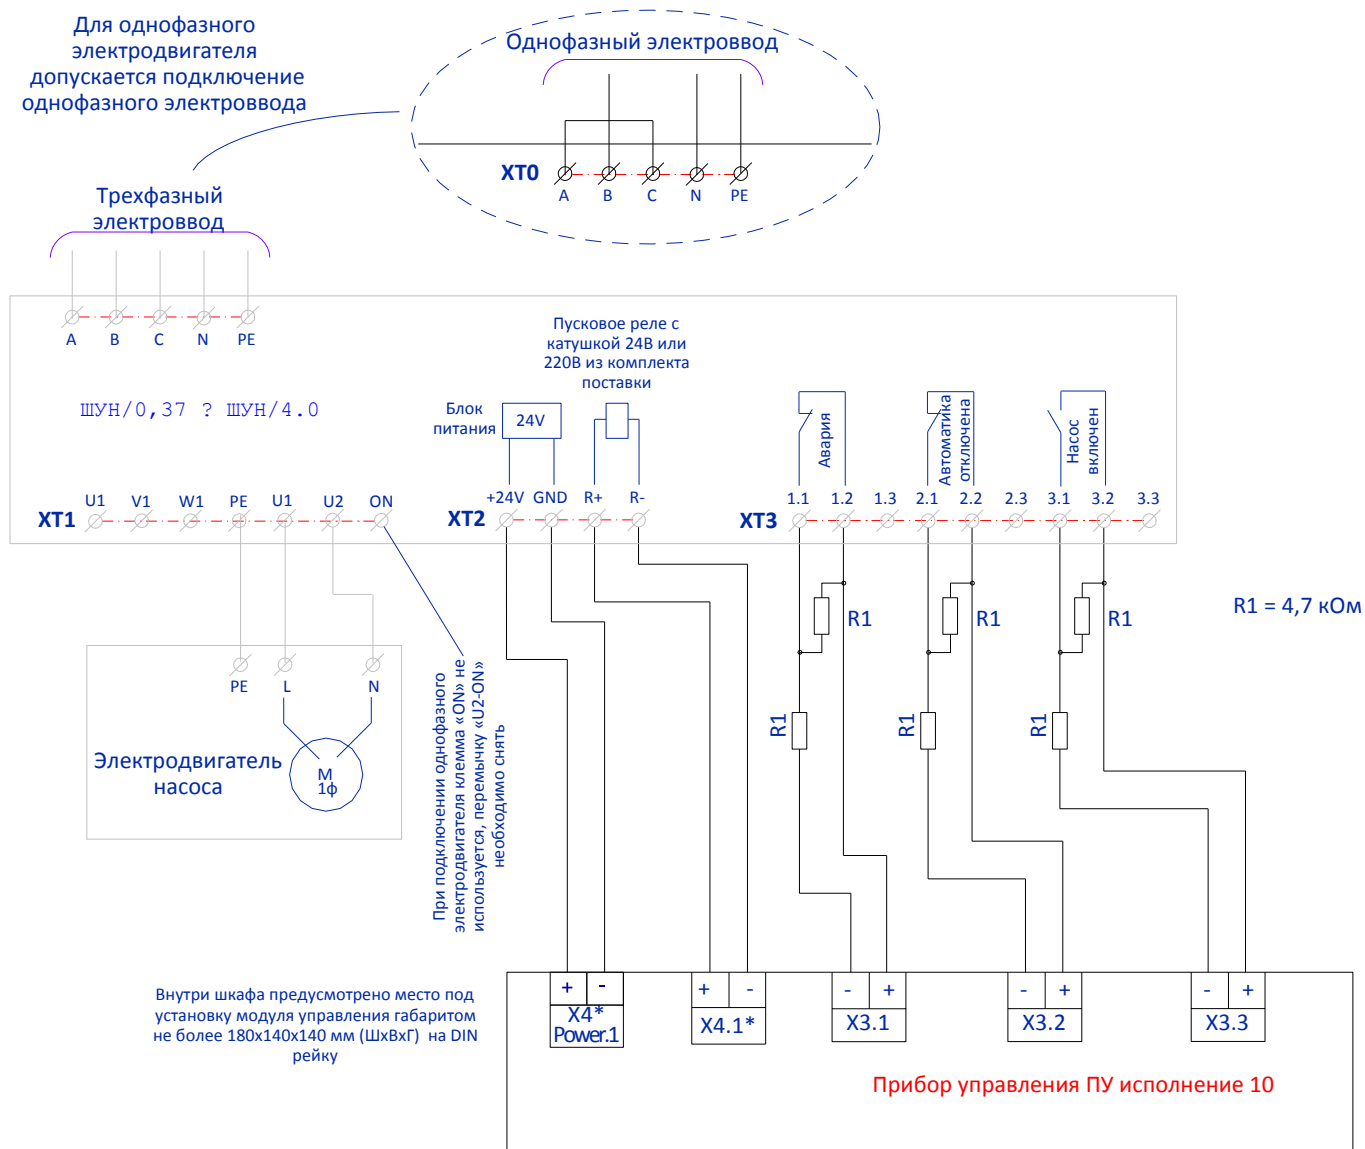 Для однофазного
электродвигателя
допускается подключение
однофазного электроввода
Однофазный электроввод
XT0
A B C N PE
Трехфазный
электроввод
A B C N PE
ШУН/0,37 ? ШУН/4.0
Пусковое реле с
катушкой 24В или
220В из комплекта
поставки
Блок
питания
24V
Авария
Автоматика
отключена
Насос
включен
XT1
U1 V1 W1 PE U1 U2 ON
XT2
+24V GND R+ R-
XT3
1.1 1.2 1.3 2.1 2.2 2.3 3.1 3.2 3.3
R1 R1 R1
R1 = 4,7 кОм
R1 R1 R1
PE L N
Электродвигатель
насоса
М
1ф
При подключении однофазного
электродвигателя клемма «ON» не
используется, перемычку «U2-ON»
необходимо снять
Внутри шкафа предусмотрено место под
установку модуля управления габаритом
не более 180х140х140 мм (ШхВхГ) на DIN
рейку
+ -
X4*
Power.1
+ -
X4.1*
- +
X3.1
- +
X3.2
- +
X3.3
Прибор управления ПУ исполнение 10